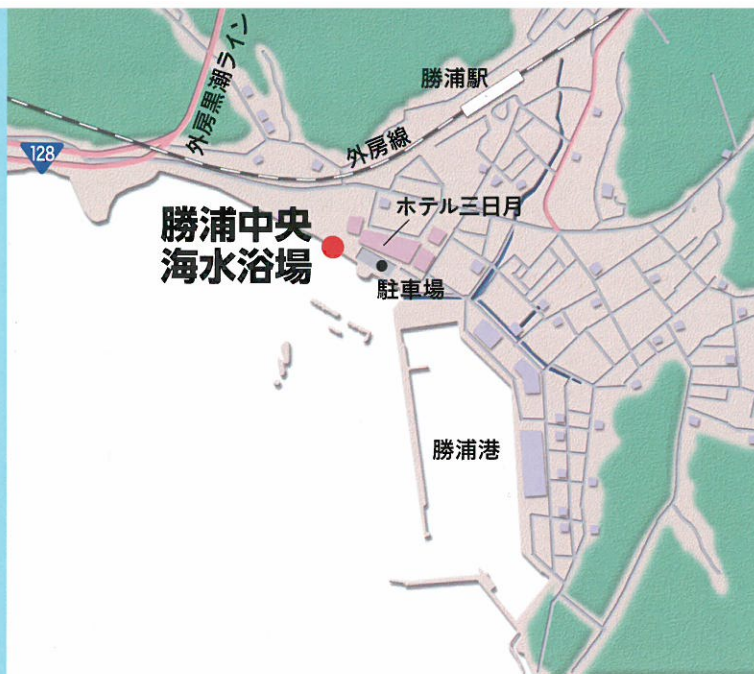 外房黒潮ライン
勝浦駅
128
外房線
勝浦中央
海水浴場
ホテル三日月
駐車場
勝浦港